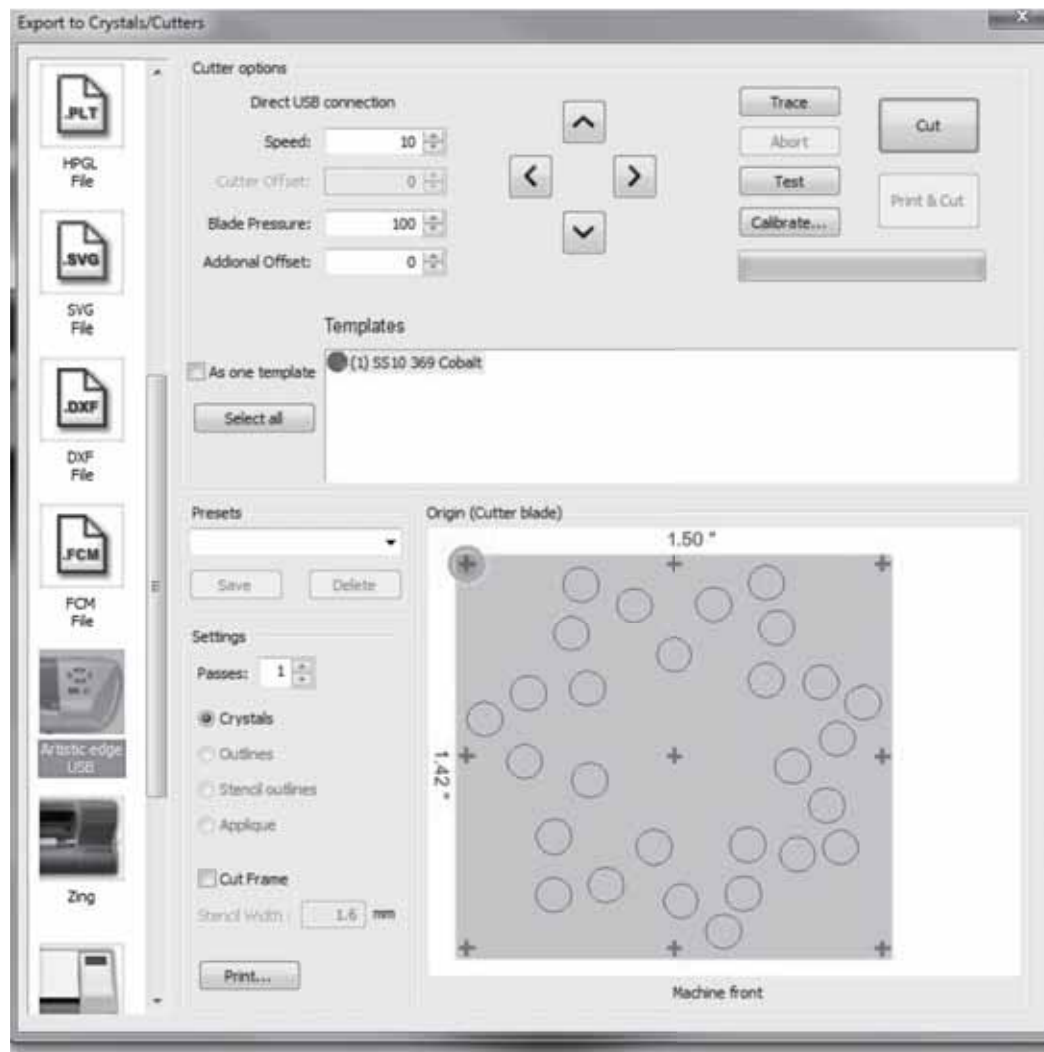 Export to Crystals/Cutters
.PLT
HPGL
File
.SVG
SVG
File
.DXF
DXF
File
.FCM
FCM
File
Artistic edge
USB
Zing
Cutter options
Direct USB connection
Speed: 10
Cutter Offset: 0
Blade Pressure: 100
Addional Offset: 0
Trace
Abort
Test
Calibrate...
Cut
Print & Cut
Templates
As one template
Select all
(1) SS10 369 Cobalt
Presets
Save
Delete
Settings
Passes: 1
Crystals
Outlines
Stencil outlines
Applique
Cut Frame
Stencil Width : 1.6 mm
Print...
Origin (Cutter blade)
1.50 "
1.42 "
Machine front